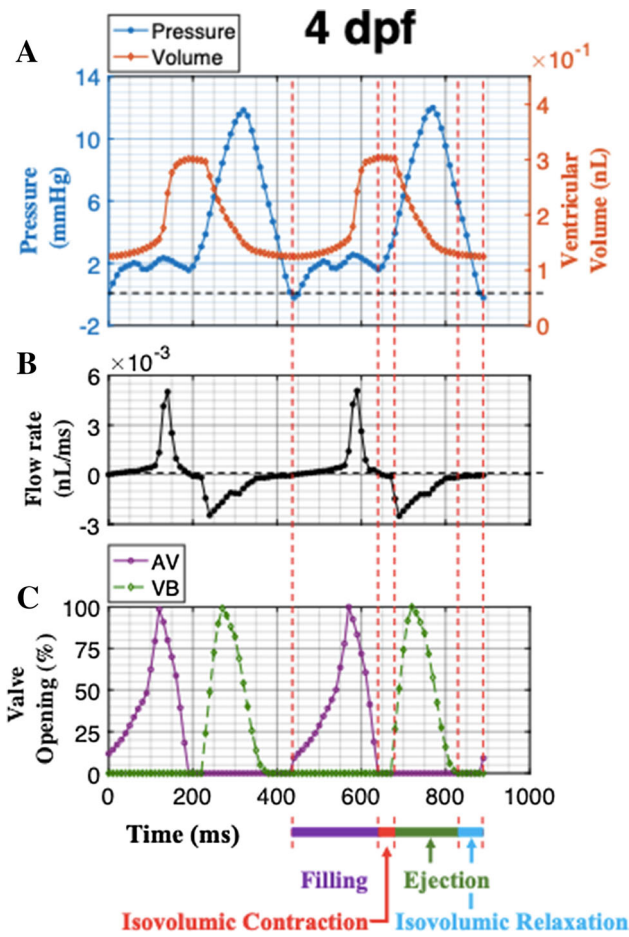 4 dpf
A
Pressure
Volume
×10⁻¹
14
10
6
2
-2
Pressure
(mmHg)
4
3
2
1
0
Ventricular
Volume (nL)
B
×10⁻³
6
3
0
-3
Flow rate
(nL/ms)
AV
VB
C
100
75
50
25
0
Valve
Opening (%)
0
200
400
600
800
1000
Time (ms)
Filling
Ejection
Isovolumic Contraction
Isovolumic Relaxation